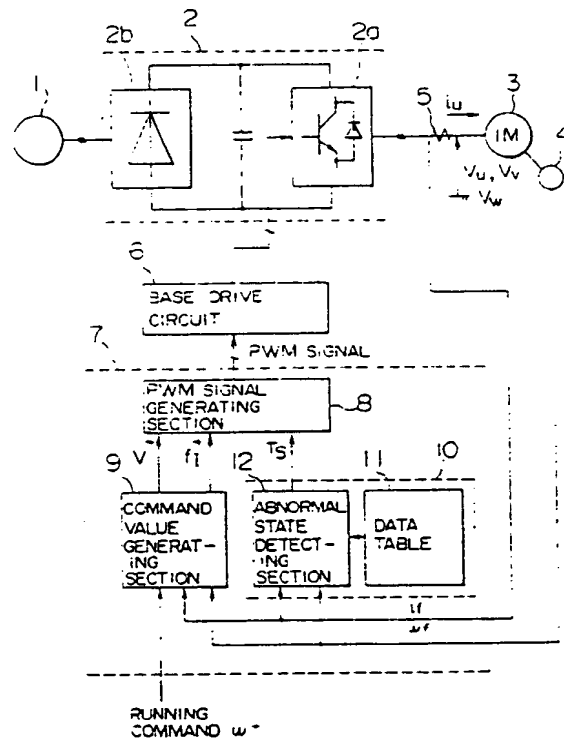 2
2b
2a
1
iu
3
5
4
IM
Vu, Vv
Vw
6
BASE DRIVE
CIRCUIT
7
PWM SIGNAL
PWM SIGNAL
GENERATING
SECTION
8
V
f1
Ts
9
12
11
10
COMMAND
VALUE
GENERAT-
ING
SECTION
ABNORMAL
STATE
DETECT-
ING
SECTION
DATA
TABLE
RUNNING
COMMAND